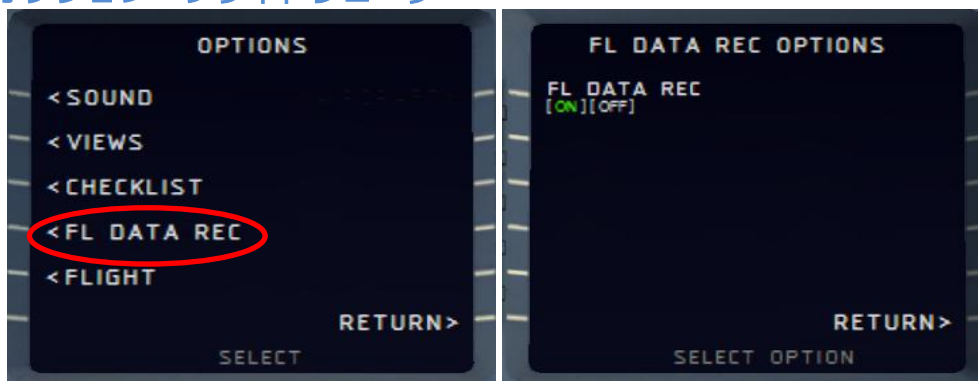 OPTIONS
<SOUND
<VIEWS
<CHECKLIST
<FL DATA REC
<FLIGHT
RETURN>
SELECT
FL DATA REC OPTIONS
FL DATA REC
[ON][OFF]
RETURN>
SELECT OPTION